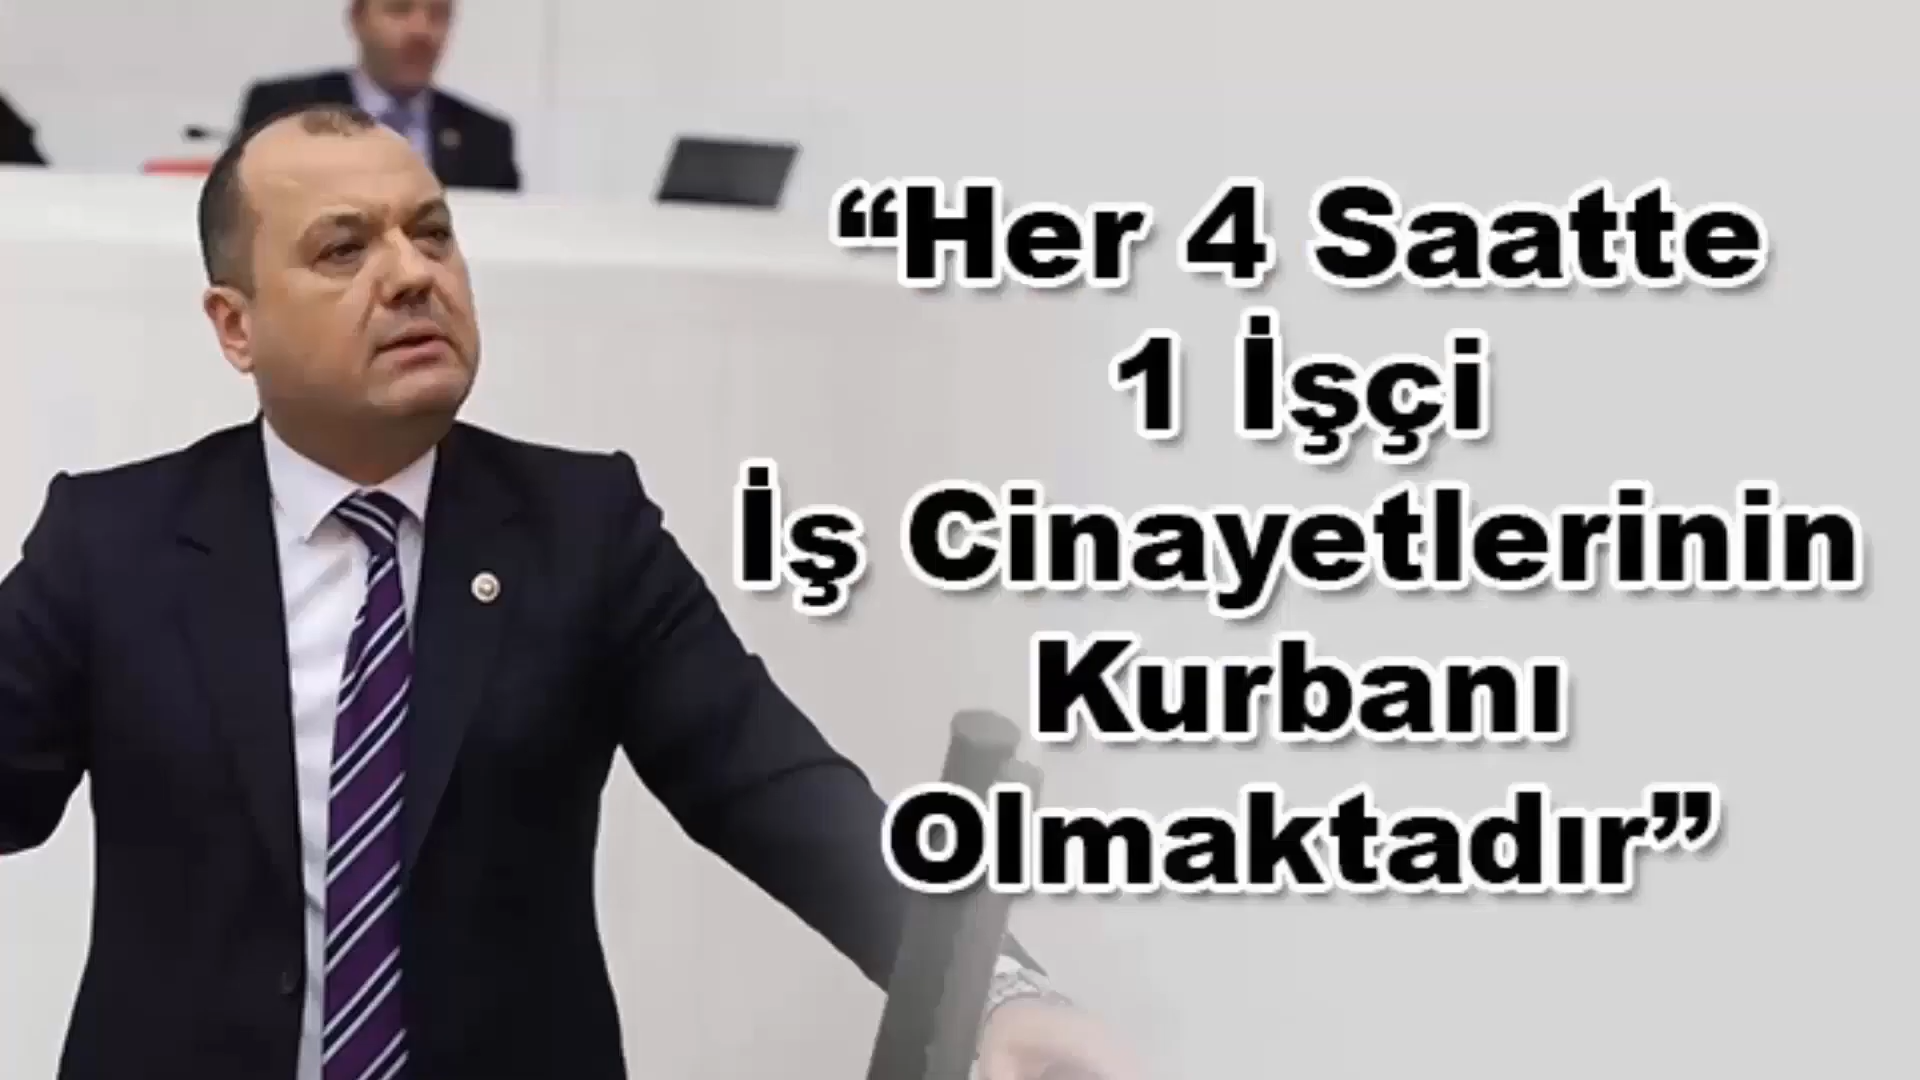 “Her 4 Saatte
1 İşçi
İş Cinayetlerinin
Kurbanı
Olmaktadır”